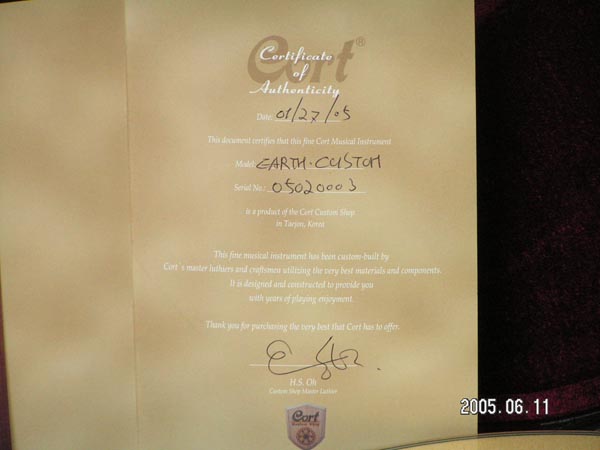 Cort®
Certificate
of
Authenticity
Date: 01/27/05
This document certifies that this fine Cort Musical Instrument
Model: EARTH-CUSTOM
Serial No.: 05020003
is a product of the Cort Custom Shop
in Taejon, Korea
This fine musical instrument has been custom-built by
Cort's master luthiers and craftsmen utilizing the very best materials and components.
It is designed and constructed to provide you
with years of playing enjoyment.
Thank you for purchasing the very best that Cort has to offer.
H.S. Oh
Custom Shop Master Luthier
Cort
Custom Shop
2005.06.11